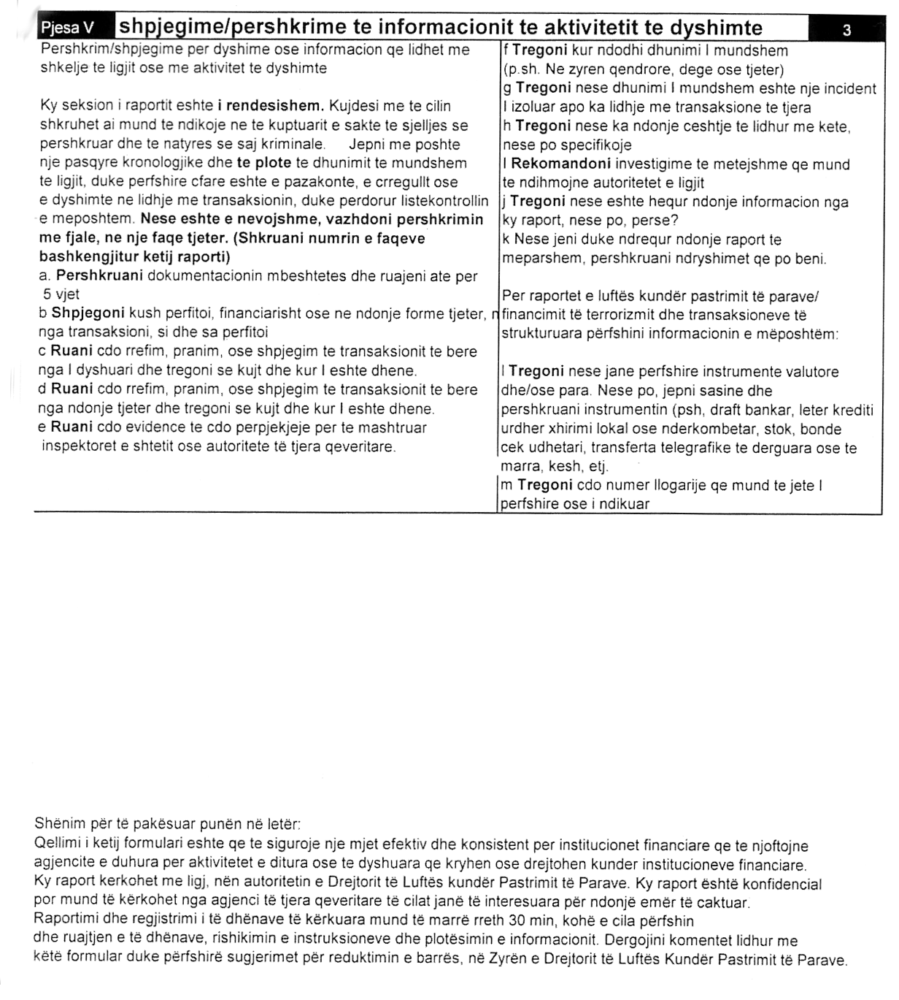 Pjesa V shpjegime/pershkrime te informacionit te aktivitetit te dyshimte 3
Pershkrim/shpjegime per dyshime ose informacion qe lidhet me
shkelje te ligjit ose me aktivitet te dyshimte
Ky seksion i raportit eshte i rendesishem. Kujdesi me te cilin
shkruhet ai mund te ndikoje ne te kuptuarit e sakte te sjelljes se
pershkruar dhe te natyres se saj kriminale. Jepni me poshte
nje pasqyre kronologjike dhe te plote te dhunimit te mundshem
te ligjit, duke perfshire cfare eshte e pazakonte, e crregullt ose
e dyshimte ne lidhje me transaksionin, duke perdorur listekontrollin
e meposhtem. Nese eshte e nevojshme, vazhdoni pershkrimin
me fjale, ne nje faqe tjeter. (Shkruani numrin e faqeve
bashkengjitur ketij raporti)
a. Pershkruani dokumentacionin mbeshtetes dhe ruajeni ate per
5 vjet
b Shpjegoni kush perfitoi, financiarisht ose ne ndonje forme tjeter, n
nga transaksioni, si dhe sa perfitoi
c Ruani cdo rrefim, pranim, ose shpjegim te transaksionit te bere
nga I dyshuari dhe tregoni se kujt dhe kur I eshte dhene.
d Ruani cdo rrefim, pranim, ose shpjegim te transaksionit te bere
nga ndonje tjeter dhe tregoni se kujt dhe kur I eshte dhene.
e Ruani cdo evidence te cdo perpjekjeje per te mashtruar
inspektoret e shtetit ose autoritete të tjera qeveritare.
f Tregoni kur ndodhi dhunimi I mundshem
(p.sh. Ne zyren qendrore, dege ose tjeter)
g Tregoni nese dhunimi I mundshem eshte nje incident
I izoluar apo ka lidhje me transaksione te tjera
h Tregoni nese ka ndonje ceshtje te lidhur me kete,
nese po specifikoje
I Rekomandoni investigime te metejshme qe mund
te ndihmojne autoritetet e ligjit
j Tregoni nese eshte hequr ndonje informacion nga
ky raport, nese po, perse?
k Nese jeni duke ndrequr ndonje raport te
meparshem, pershkruani ndryshimet qe po beni.
Per raportet e luftës kundër pastrimit të parave/
financimit të terrorizmit dhe transaksioneve të
strukturuara përfshini informacionin e mëposhtëm:
l Tregoni nese jane perfshire instrumente valutore
dhe/ose para. Nese po, jepni sasine dhe
pershkruani instrumentin (psh, draft bankar, leter krediti
urdher xhirimi lokal ose nderkombetar, stok, bonde
cek udhetari, transferta telegrafike te derguara ose te
marra, kesh, etj.
m Tregoni cdo numer llogarije qe mund te jete I
perfshire ose i ndikuar
Shënim për të pakësuar punën në letër:
Qellimi i ketij formulari eshte qe te siguroje nje mjet efektiv dhe konsistent per institucionet financiare qe te njoftojne
agjencite e duhura per aktivitetet e ditura ose te dyshuara qe kryhen ose drejtohen kunder institucioneve financiare.
Ky raport kerkohet me ligj, nën autoritetin e Drejtorit të Luftës kundër Pastrimit të Parave. Ky raport është konfidencial
por mund të kërkohet nga agjenci të tjera qeveritare të cilat janë të interesuara për ndonjë emër të caktuar.
Raportimi dhe regjistrimi i të dhënave të kërkuara mund të marrë rreth 30 min, kohë e cila përfshin
dhe ruajtjen e të dhënave, rishikimin e instruksioneve dhe plotësimin e informacionit. Dergojini komentet lidhur me
këtë formular duke përfshirë sugjerimet për reduktimin e barrës, në Zyrën e Drejtorit të Luftës Kundër Pastrimit të Parave.